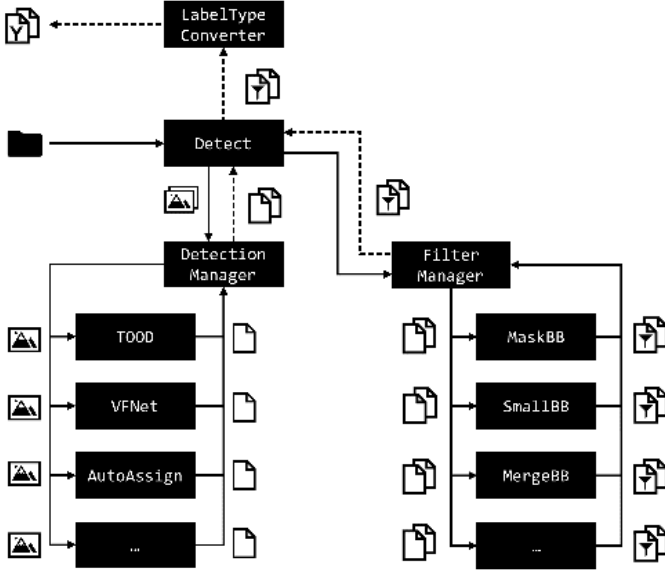 LabelType
Converter
Detect
Detection
Manager
Filter
Manager
TOOD
MaskBB
VFNet
SmallBB
AutoAssign
MergeBB
…
…